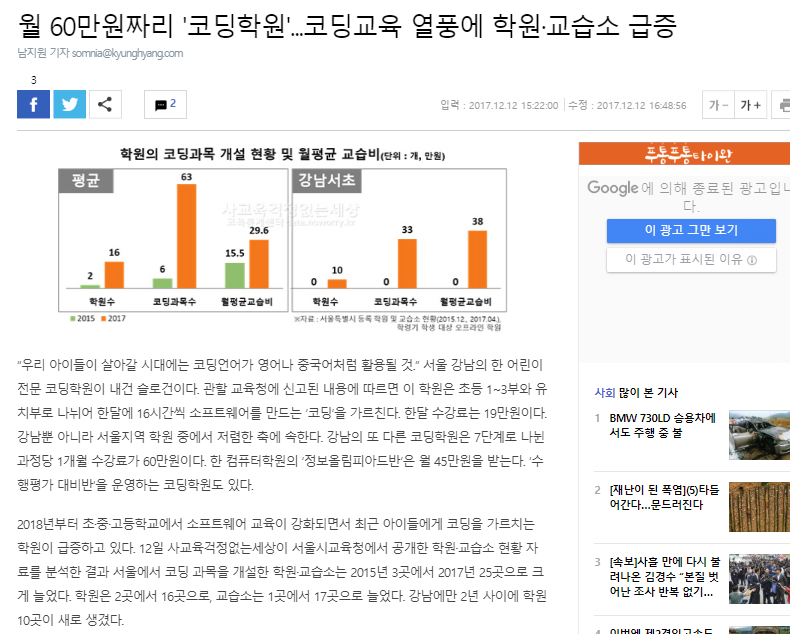 월 60만원짜리 '코딩학원'...코딩교육 열풍에 학원·교습소 급증
남지원 기자 somnia@kyunghyang.com
3
2
입력 : 2017.12.12 15:22:00 수정 : 2017.12.12 16:48:56
가 -
가 +
학원의 코딩과목 개설 현황 및 월평균 교습비(단위 : 개, 만원)
평균
강남서초
사교육걱정없는세상
2
16
6
63
15.5
29.6
0
10
0
33
0
38
학원수
코딩과목수
월평균교습비
학원수
코딩과목수
월평균교습비
2015 2017
※자료 : 서울특별시 등록 학원 및 교습소 현황(2015.12., 2017.04.),
학령기 학생 대상 오프라인 학원
“우리 아이들이 살아갈 시대에는 코딩언어가 영어나 중국어처럼 활용될 것.” 서울 강남의 한 어린이
전문 코딩학원이 내건 슬로건이다. 관할 교육청에 신고된 내용에 따르면 이 학원은 초등 1~3부와 유
치부로 나뉘어 한달에 16시간씩 소프트웨어를 만드는 ‘코딩’을 가르친다. 한달 수강료는 19만원이다.
강남뿐 아니라 서울지역 학원 중에서 저렴한 축에 속한다. 강남의 또 다른 코딩학원은 7단계로 나뉜
과정당 1개월 수강료가 60만원이다. 한 컴퓨터학원의 ‘정보올림피아드반’은 월 45만원을 받는다. ‘수
행평가 대비반’을 운영하는 코딩학원도 있다.
2018년부터 초·중·고등학교에서 소프트웨어 교육이 강화되면서 최근 아이들에게 코딩을 가르치는
학원이 급증하고 있다. 12일 사교육걱정없는세상이 서울시교육청에서 공개한 학원·교습소 현황 자
료를 분석한 결과 서울에서 코딩 과목을 개설한 학원·교습소는 2015년 3곳에서 2017년 25곳으로 크
게 늘었다. 학원은 2곳에서 16곳으로, 교습소는 1곳에서 17곳으로 늘었다. 강남에만 2년 사이에 학원
10곳이 새로 생겼다.
푸통푸통타이완
Google에 의해 종료된 광고입니
다.
이 광고 그만 보기
이 광고가 표시된 이유
사회 많이 본 기사
1 BMW 730LD 승용차에
서도 주행 중 불
2 [재난이 된 폭염](5)타들
어간다...문드러진다
3 [속보]사흘 만에 다시 불
려나온 김경수 “본질 벗
어난 조사 반복 없기...
4